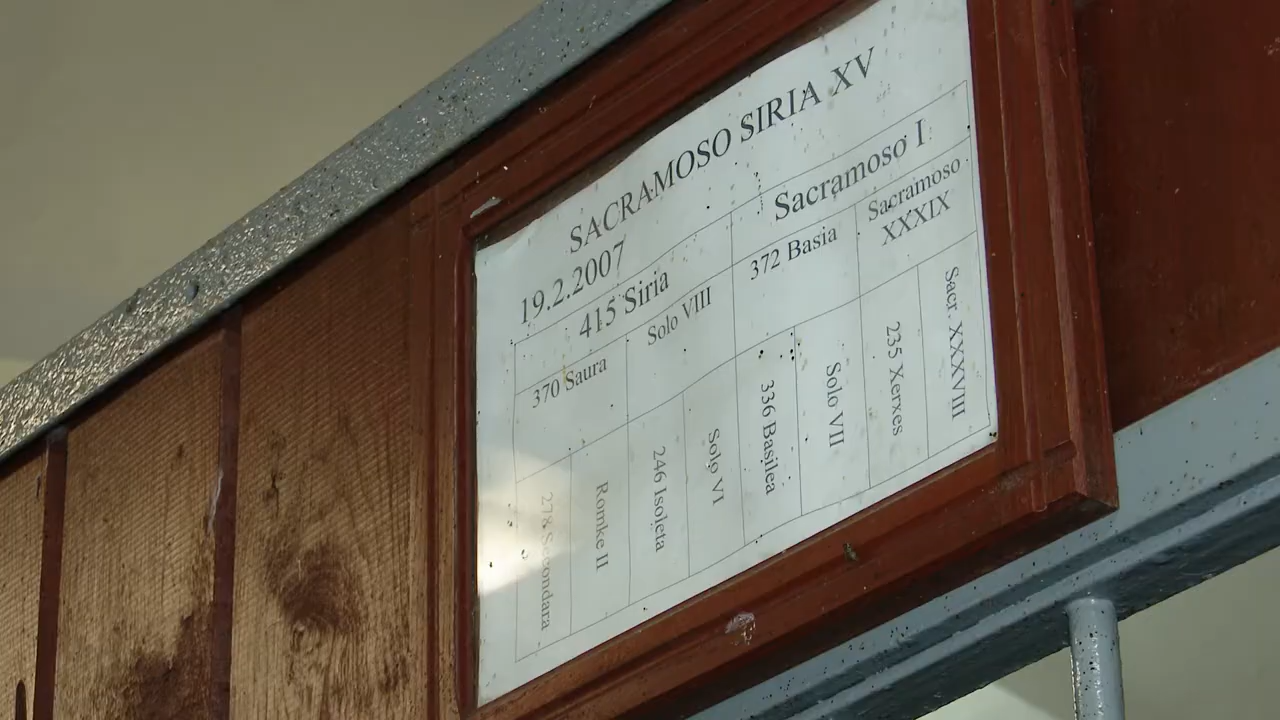 SACRAMOSO SIRIA XV
19.2.2007
415 Siria
Sacramoso I
370 Saura
Solo VIII
372 Basia
Sacramoso
XXXIX
278 Secondara
Romke II
246 Isoleta
Solo VI
336 Basilea
Solo VII
235 Xerxes
Sacr XXXVIII